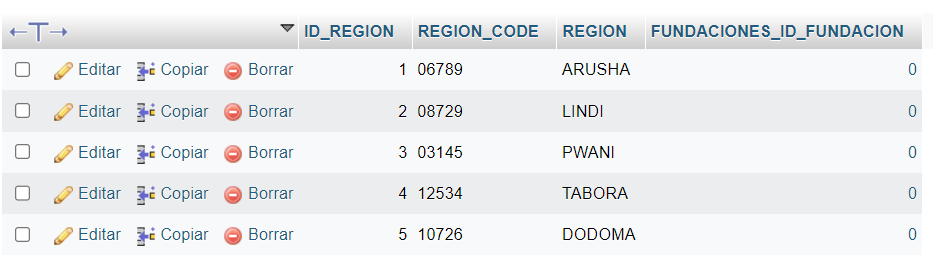 ID_REGION REGION_CODE REGION FUNDACIONES_ID_FUNDACION
Editar Copiar Borrar 1 06789 ARUSHA 0
Editar Copiar Borrar 2 08729 LINDI 0
Editar Copiar Borrar 3 03145 PWANI 0
Editar Copiar Borrar 4 12534 TABORA 0
Editar Copiar Borrar 5 10726 DODOMA 0